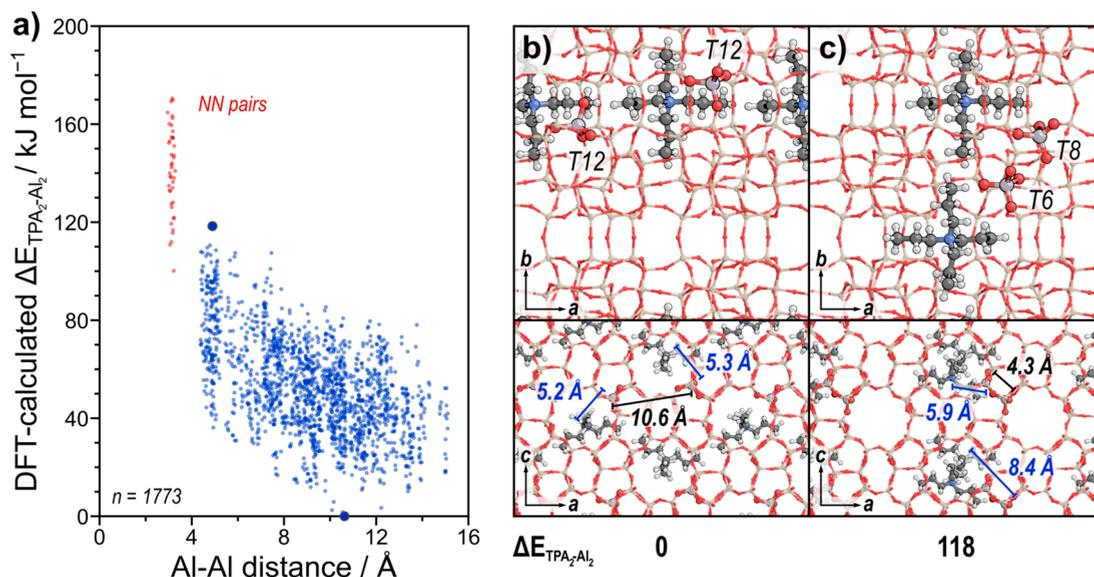 a)
200
160
120
80
40
0
DFT-calculated ΔE_TPA₂-Al₂ / kJ mol⁻¹
NN pairs
n = 1773
0 4 8 12 16
Al-Al distance / Å
b)
T12
T12
b
a
5.3 Å
5.2 Å
10.6 Å
c
a
c)
T8
T6
b
a
4.3 Å
5.9 Å
8.4 Å
c
a
ΔE_TPA₂-Al₂ 0 118